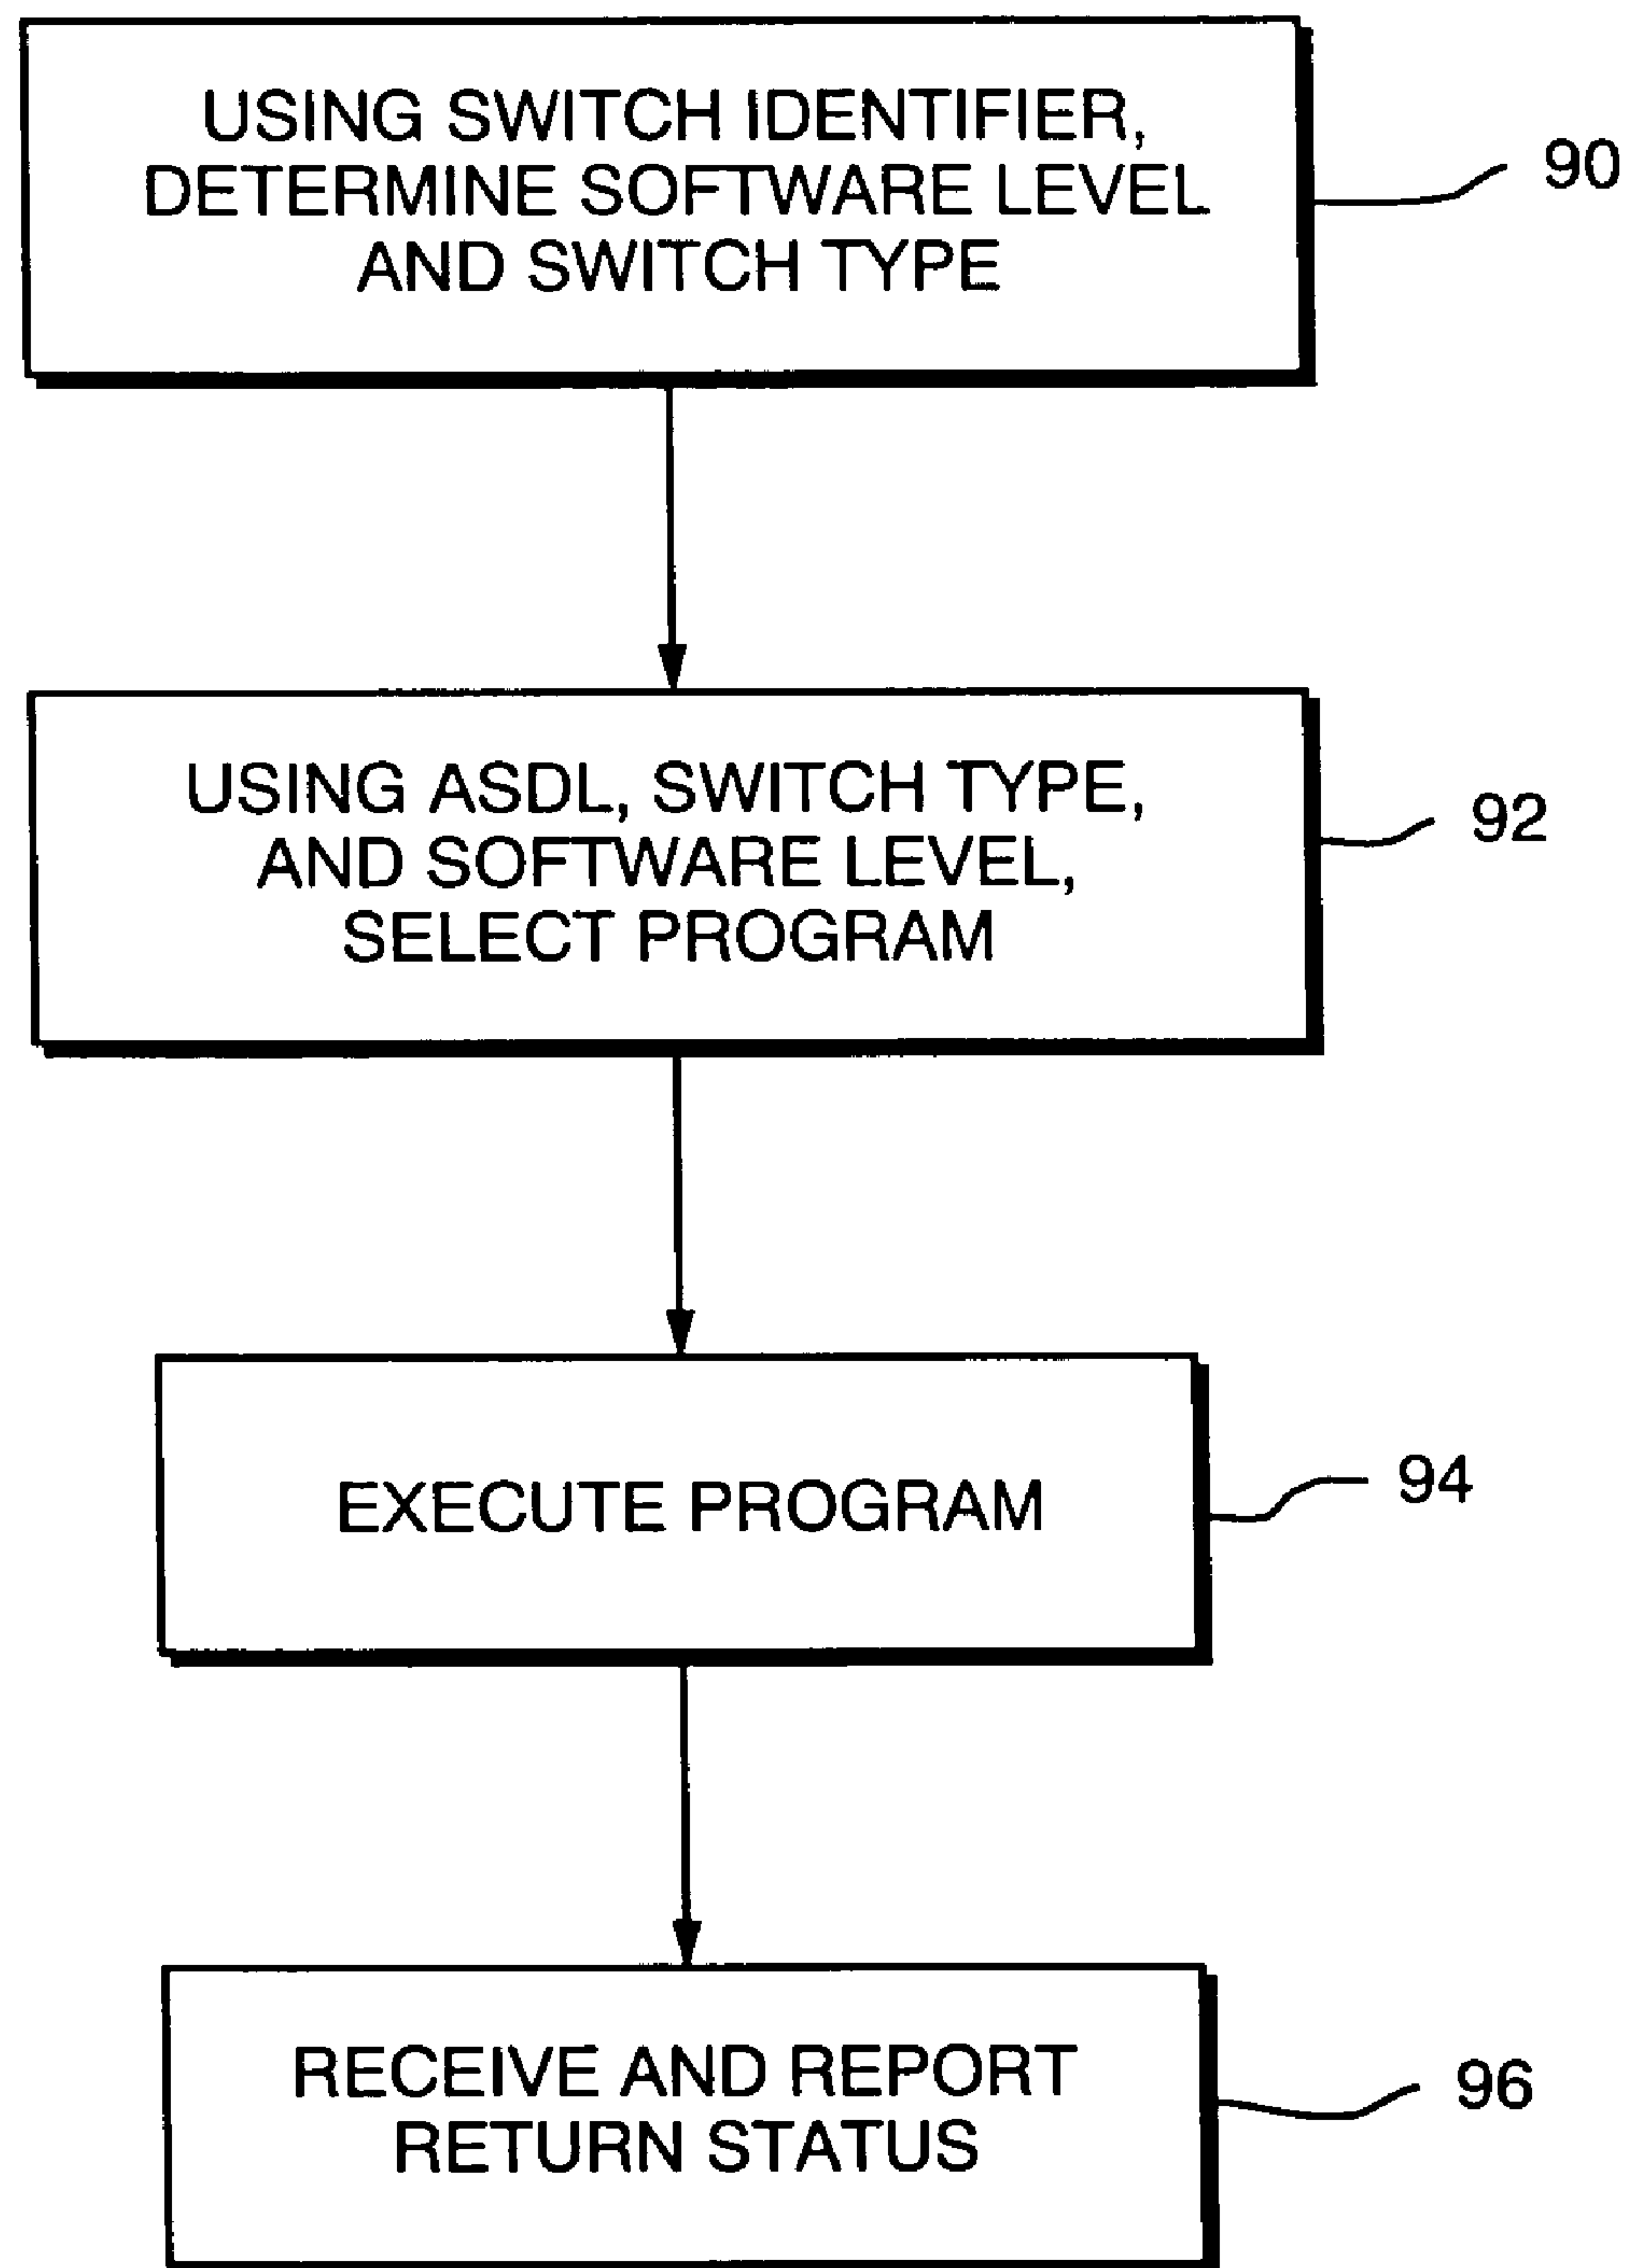 USING SWITCH IDENTIFIER,
DETERMINE SOFTWARE LEVEL
AND SWITCH TYPE
90
USING ASDL, SWITCH TYPE,
AND SOFTWARE LEVEL,
SELECT PROGRAM
92
EXECUTE PROGRAM
94
RECEIVE AND REPORT
RETURN STATUS
96